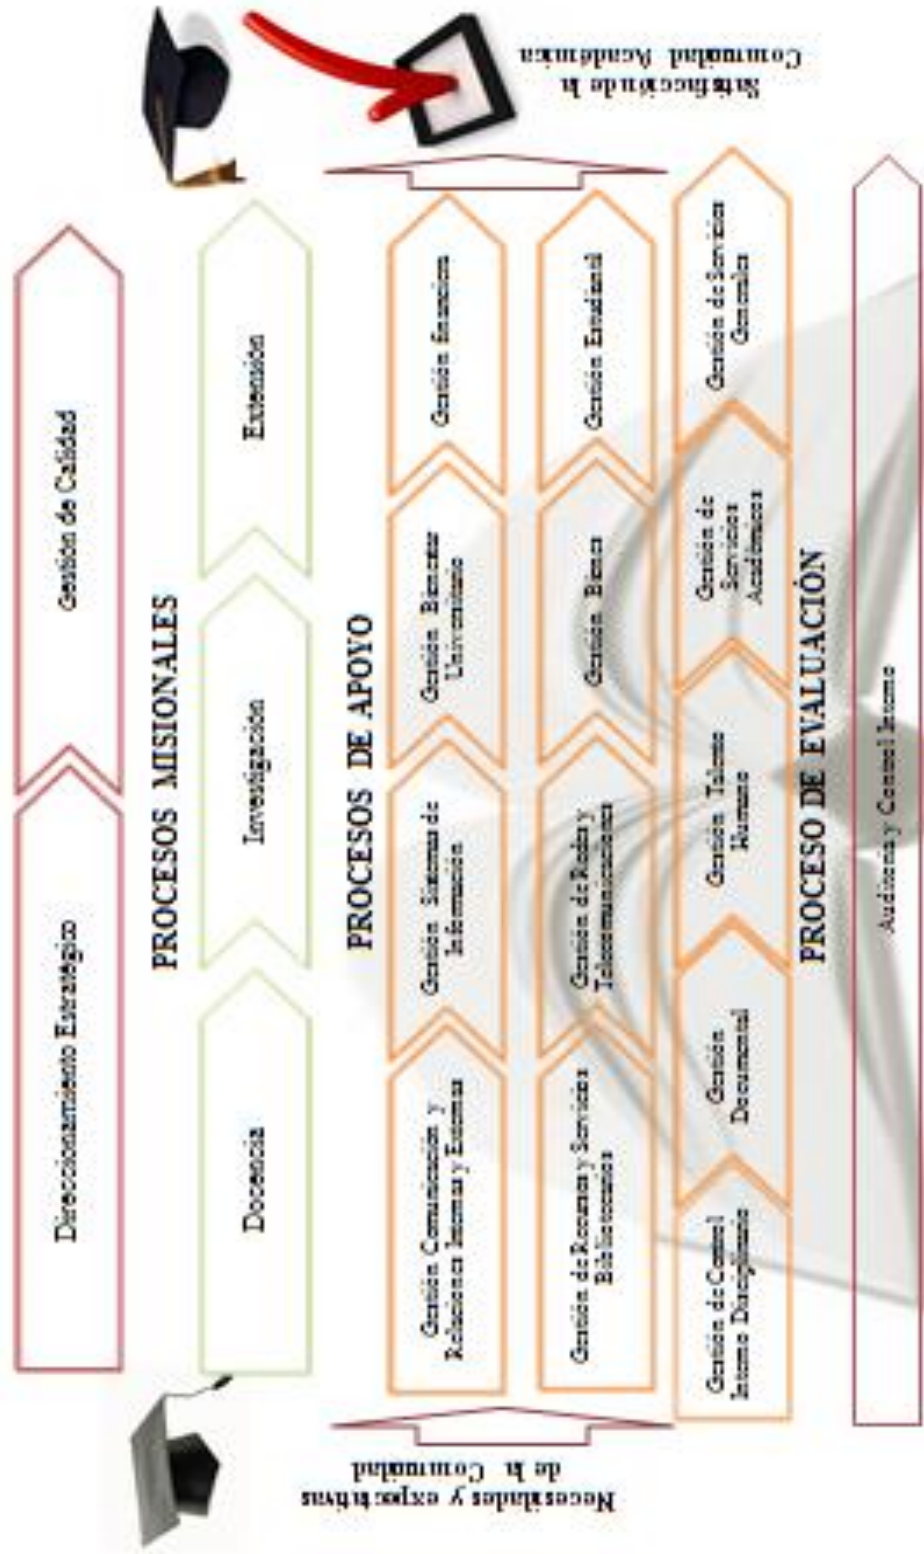 Necesidades y expectativas
de la Comunidad
Direccionamiento Estratégico
Gestión de Calidad
PROCESOS MISIONALES
Docencia
Investigación
Extensión
PROCESOS DE APOYO
Gestión Comunicación y
Relaciones Internas y Externas
Gestión Sistemas de
Información
Gestión Bienestar
Universitario
Gestión financiera
Gestión de Recursos y Servicios
Bibliotecarios
Gestión de Redes y
Telecomunicaciones
Gestión Bienes
Gestión Estudiantil
Gestión de Control
Interno Disciplinario
Gestión
Documental
Gestión Talento
Humano
Gestión de
Servicios
Académicos
Gestión de Servicios
Generales
PROCESO DE EVALUACIÓN
Auditoria y Control Interno
Satisfacción de la
Comunidad Académica